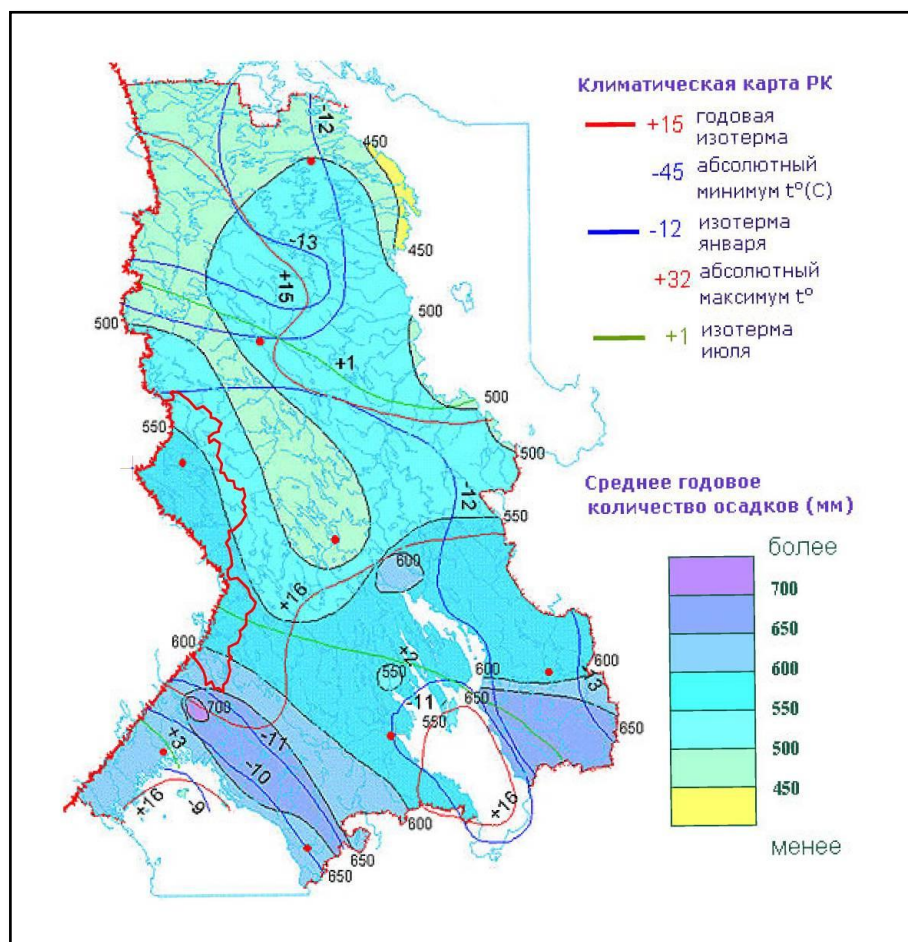 Климатическая карта РК
+15 годовая
изотерма
-45 абсолютный
минимум t°(C)
-12 изотерма
января
+32 абсолютный
максимум t°
+1 изотерма
июля
Среднее годовое
количество осадков (мм)
более
700
650
600
550
500
450
менее
-12
450
-13
450
+15
500
500
+1
500
550
500
-12
550
600
+16
600
+2
550
600
600
-13
650
-11
550
650
700
-11
+3
-10
+16
-9
+16
600
650
650